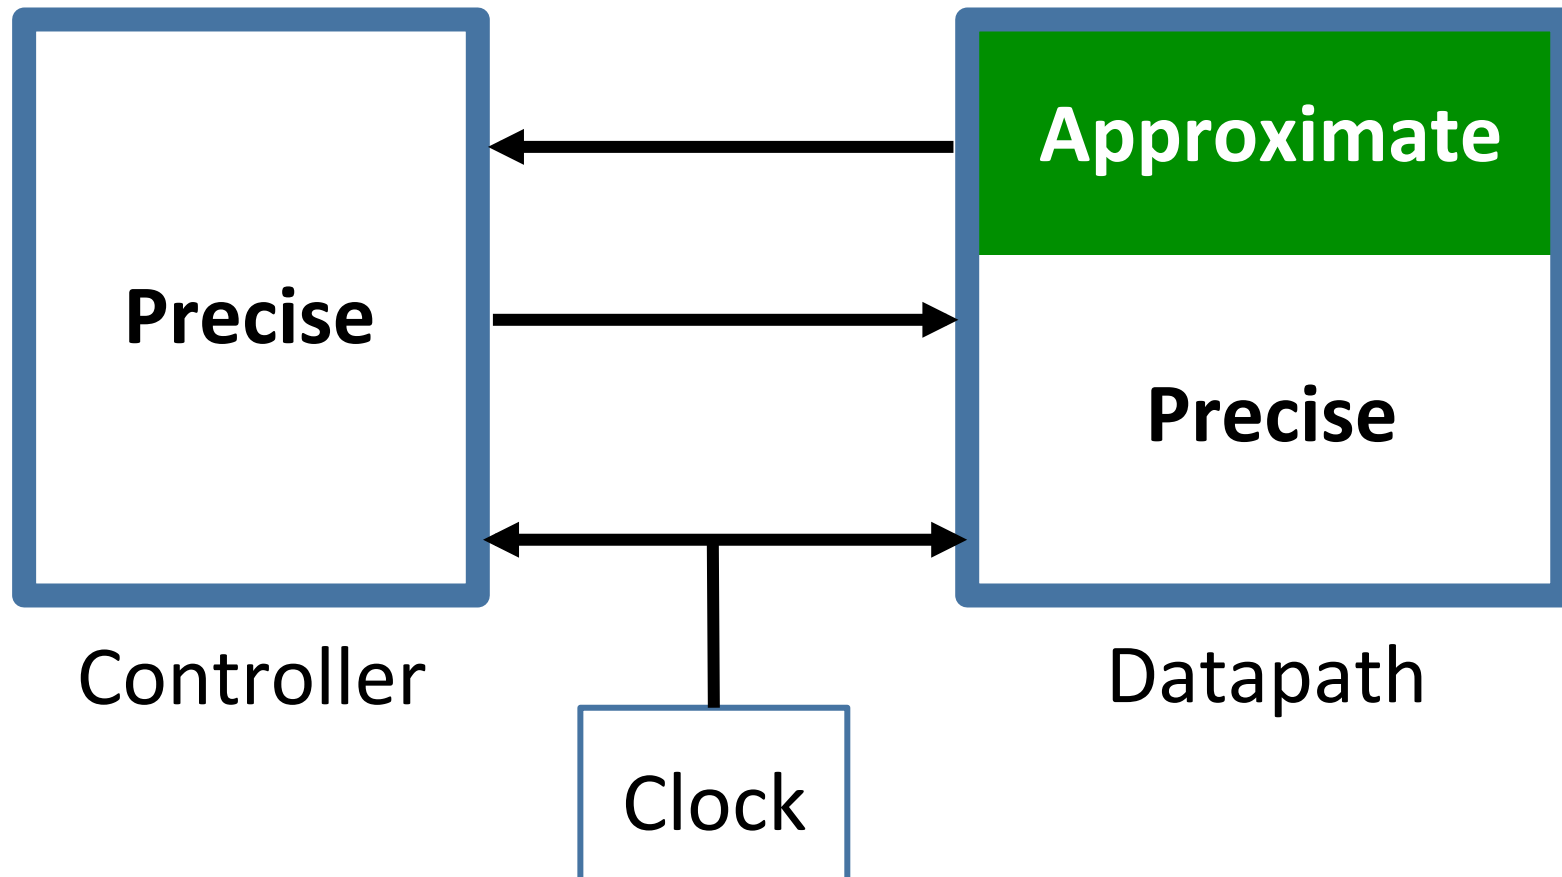 Approximate
Precise
Precise
Controller
Datapath
Clock